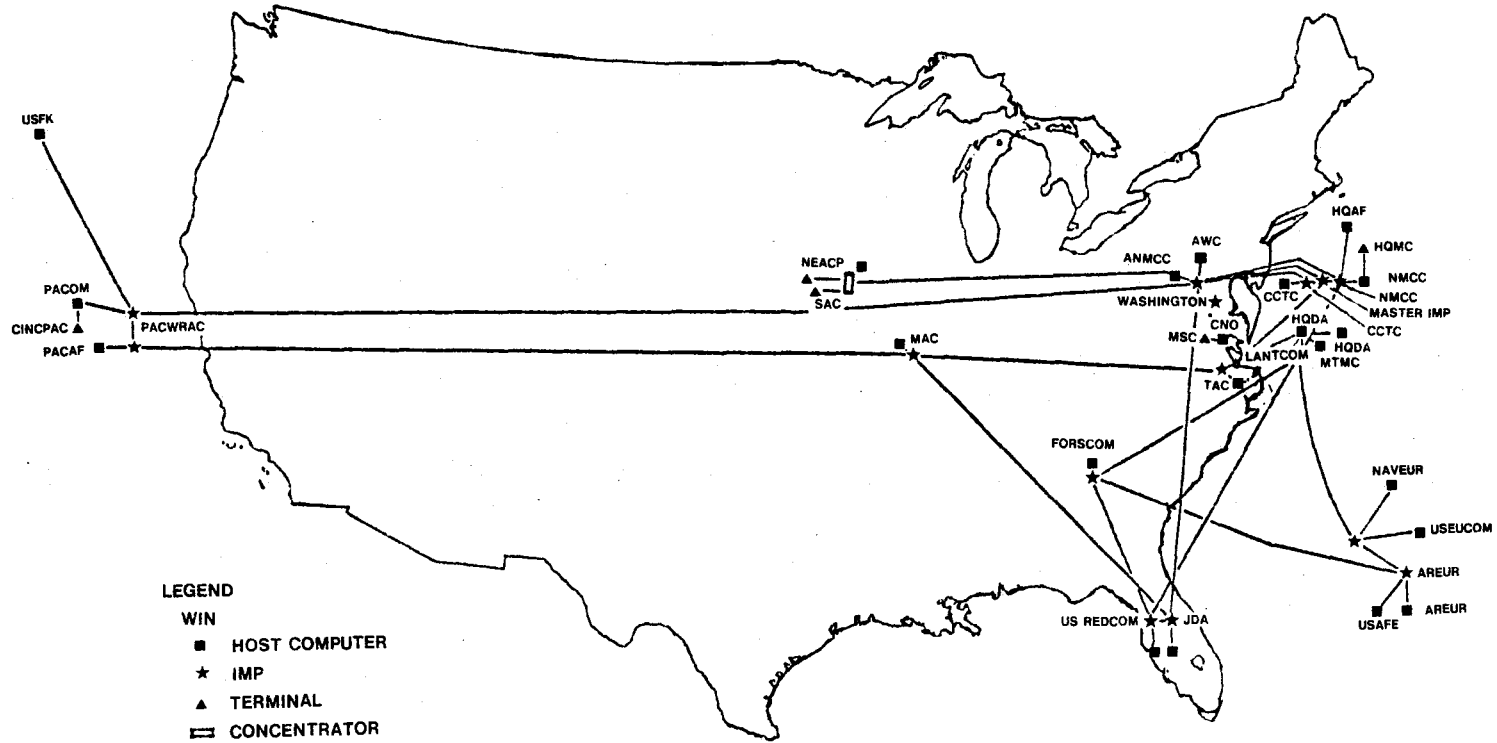 USFK
PACOM
CINCPAC
PACAF
PACWRAC
NEACP
SAC
MAC
ANMCC
AWC
WASHINGTON
CNO
MSC
TAC
LANTCOM
HQAF
HQMC
NMCC
NMCC
MASTER IMP
CCTC
CCTC
HQDA
HQDA
MTMC
FORSCOM
NAVEUR
USEUCOM
AREUR
AREUR
USAFE
US REDCOM
JDA
LEGEND
WIN
HOST COMPUTER
IMP
TERMINAL
CONCENTRATOR